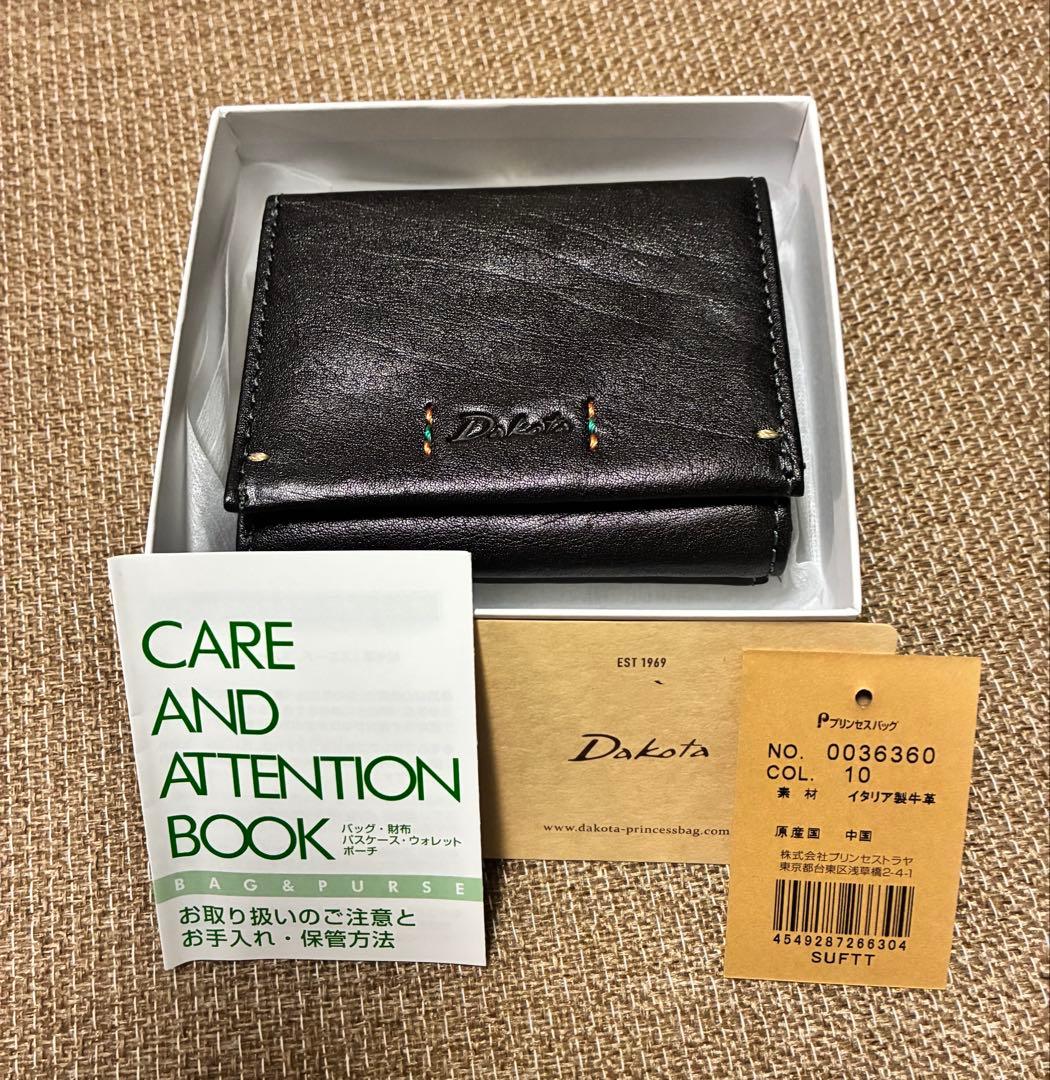 Dakota
CARE
AND
ATTENTION
BOOK
バッグ・財布
パスケース・ウォレット
ポーチ
BAG & PURSE
お取り扱いのご注意と
お手入れ・保管方法
EST 1969
Dakota
www.dakota-princessbag.com
プリンセスバッグ
NO. 0036360
COL. 10
素材 イタリア製牛革
原産国 中国
株式会社プリンセストラヤ
東京都台東区浅草橋2-4-1
4549287266304
SUFTT